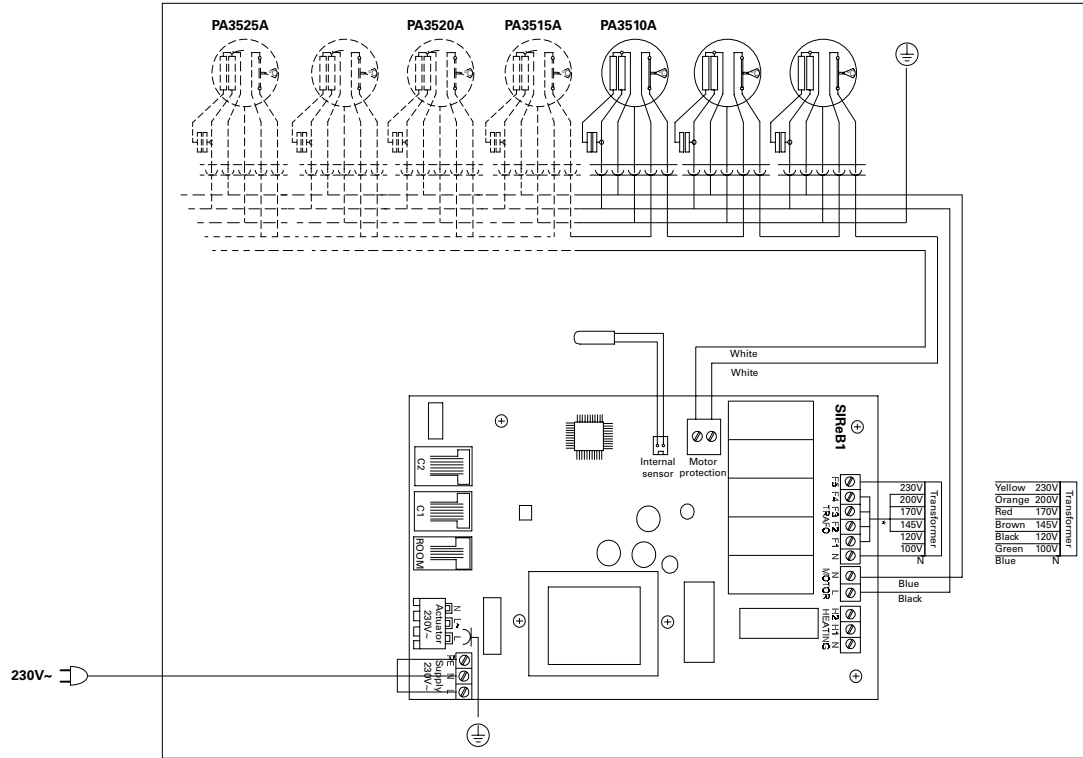 PA3525A
PA3520A
PA3515A
PA3510A
White
White
SIReB1
C2
C1
ROOM
Internal
sensor
Motor
protection
F5
F4
F3
F2
F1
N
TRAFO
230V
200V
170V
145V
120V
100V
N
Transformer
*
Yellow 230V
Orange 200V
Red 170V
Brown 145V
Black 120V
Green 100V
Blue N
Transformer
N
L
MOTOR
Blue
Black
H2
H1
N
HEATING
Actuator
230V~
N
L~
L
PE
N
L
Supply
230V~
230V~